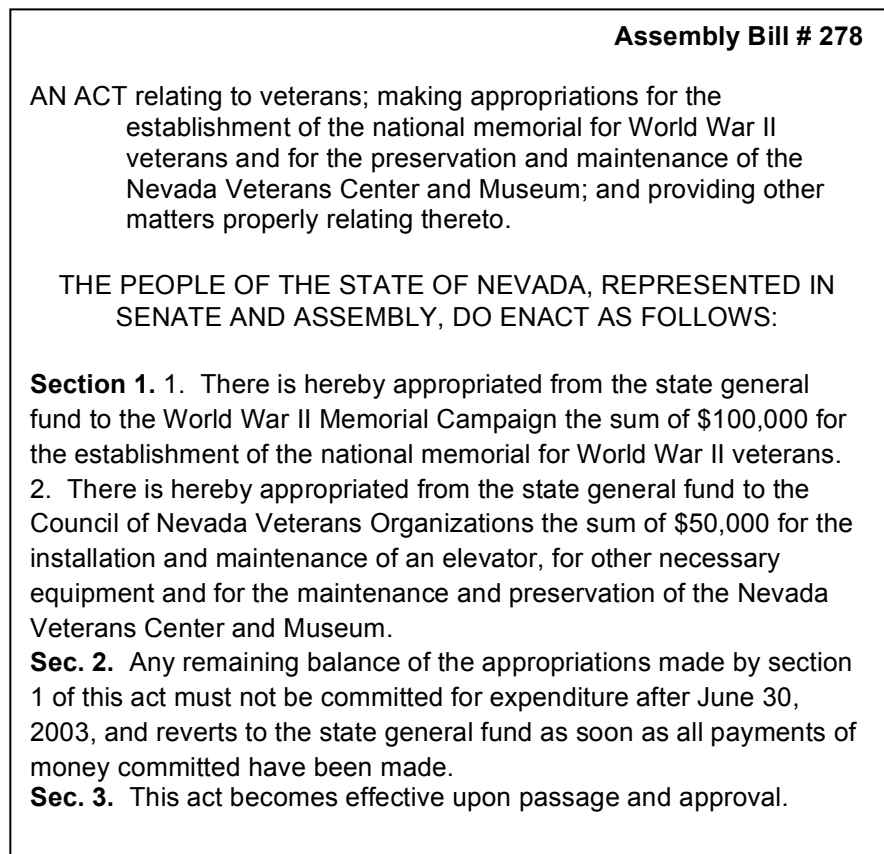 Assembly Bill # 278
AN ACT relating to veterans; making appropriations for the
establishment of the national memorial for World War II
veterans and for the preservation and maintenance of the
Nevada Veterans Center and Museum; and providing other
matters properly relating thereto.
THE PEOPLE OF THE STATE OF NEVADA, REPRESENTED IN
SENATE AND ASSEMBLY, DO ENACT AS FOLLOWS:
Section 1. 1. There is hereby appropriated from the state general
fund to the World War II Memorial Campaign the sum of $100,000 for
the establishment of the national memorial for World War II veterans.
2. There is hereby appropriated from the state general fund to the
Council of Nevada Veterans Organizations the sum of $50,000 for the
installation and maintenance of an elevator, for other necessary
equipment and for the maintenance and preservation of the Nevada
Veterans Center and Museum.
Sec. 2. Any remaining balance of the appropriations made by section
1 of this act must not be committed for expenditure after June 30,
2003, and reverts to the state general fund as soon as all payments of
money committed have been made.
Sec. 3. This act becomes effective upon passage and approval.